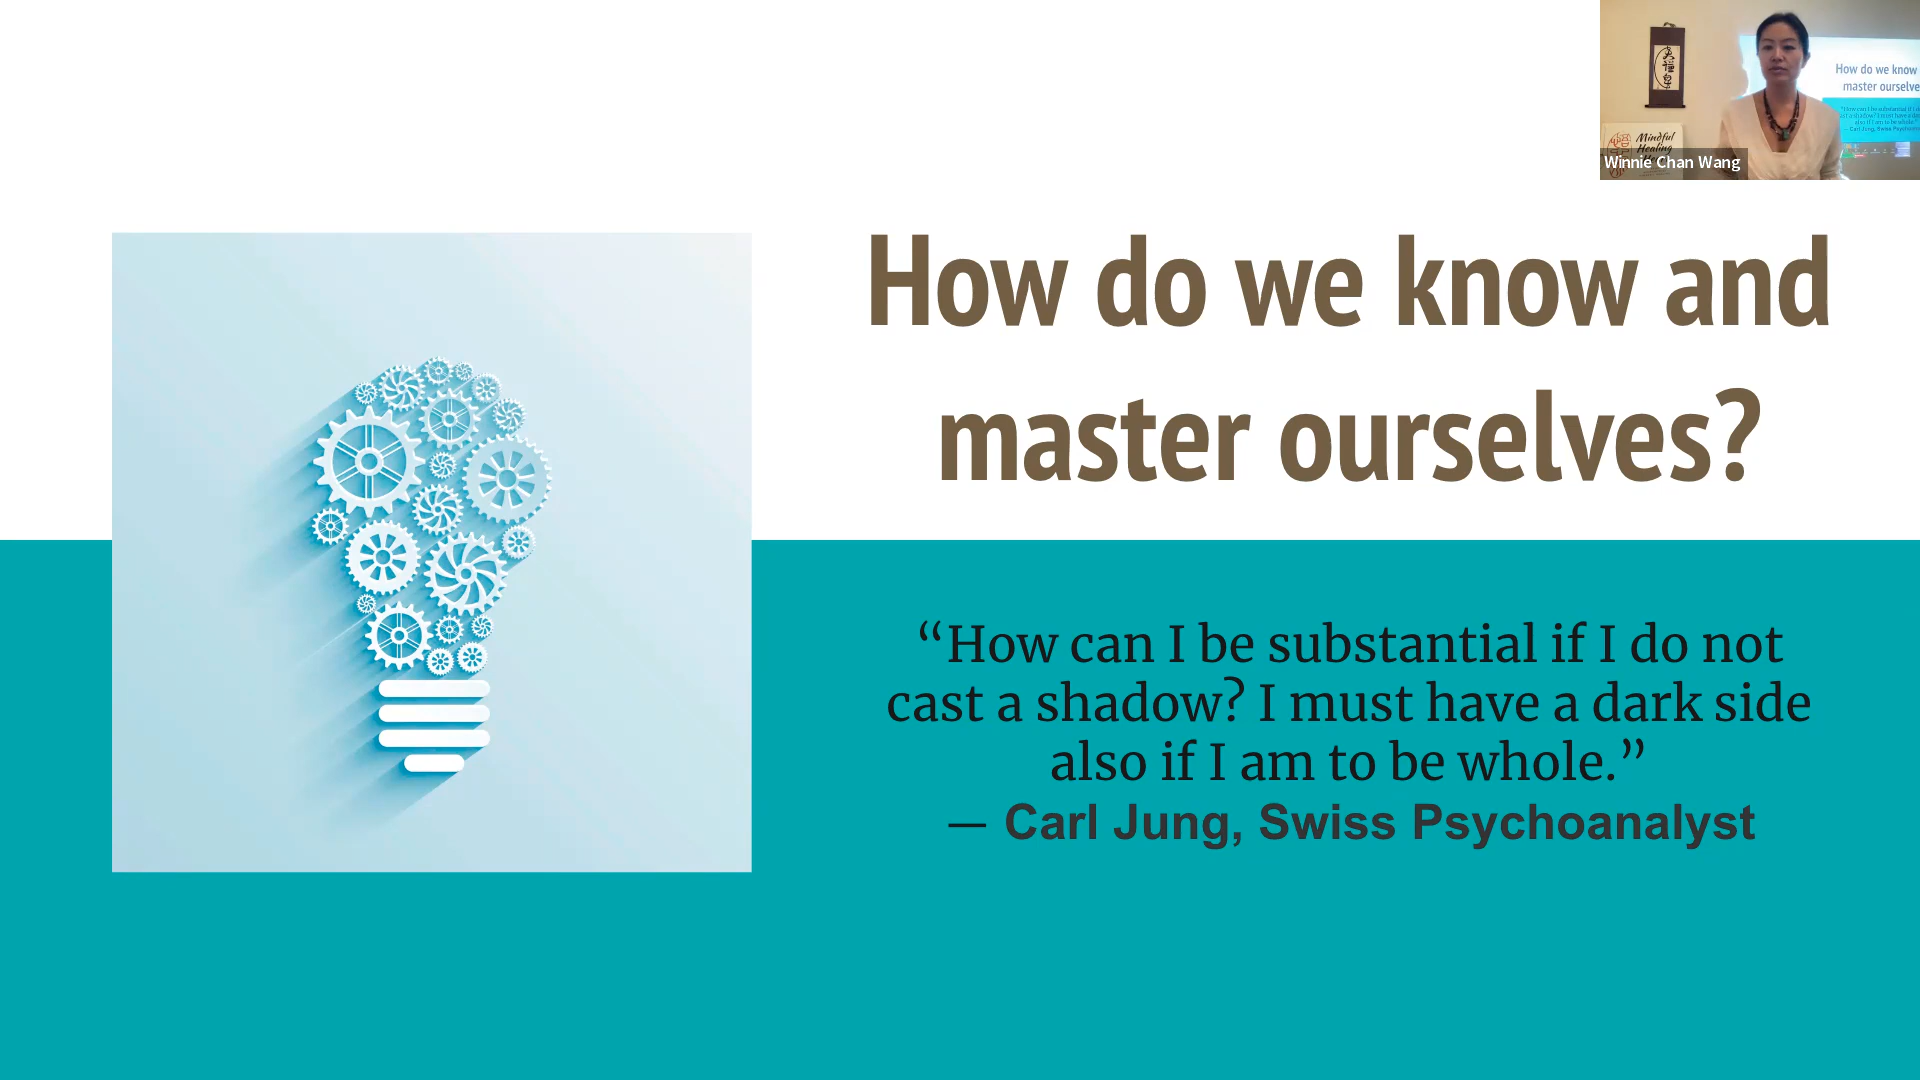 How do we know and
master ourselves?
“How can I be substantial if I do not
cast a shadow? I must have a dark side
also if I am to be whole.”
— Carl Jung, Swiss Psychoanalyst
How do we know
master ourselve
Mindful
Healing
Winnie Chan Wang